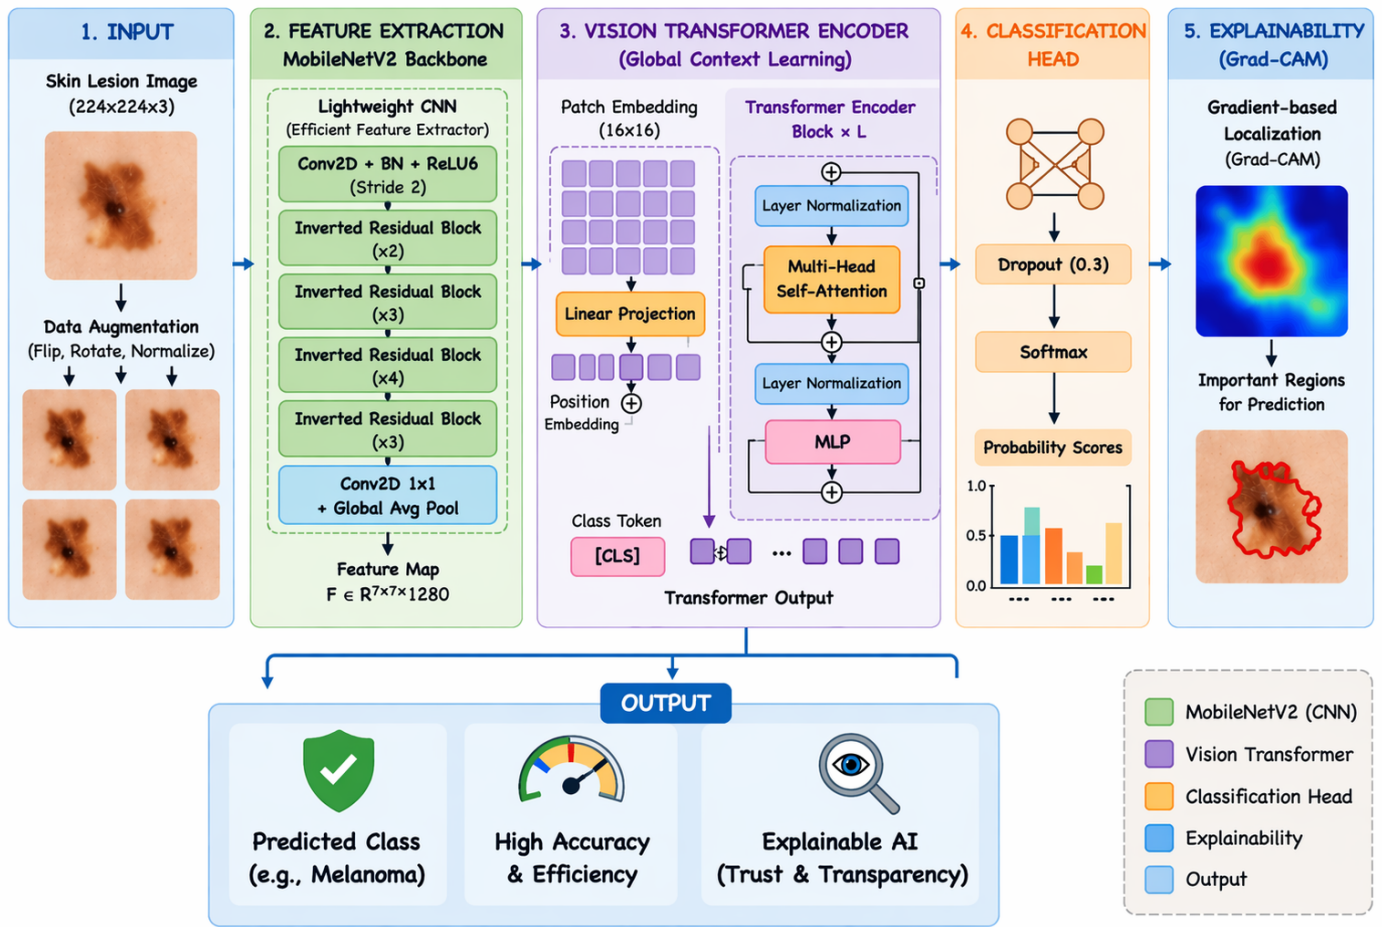 1. INPUT
Skin Lesion Image
(224x224x3)
Data Augmentation
(Flip, Rotate, Normalize)
2. FEATURE EXTRACTION
MobileNetV2 Backbone
Lightweight CNN
(Efficient Feature Extractor)
Conv2D + BN + ReLU6
(Stride 2)
Inverted Residual Block
(x2)
Inverted Residual Block
(x3)
Inverted Residual Block
(x4)
Inverted Residual Block
(x3)
Conv2D 1x1
+ Global Avg Pool
Feature Map
F ∈ R⁷ˣ⁷ˣ1280
3. VISION TRANSFORMER ENCODER
(Global Context Learning)
Patch Embedding
(16x16)
Linear Projection
Position
Embedding
Transformer Encoder
Block × L
Layer Normalization
Multi-Head
Self-Attention
Layer Normalization
MLP
Class Token
[CLS]
...
Transformer Output
4. CLASSIFICATION
HEAD
Dropout (0.3)
Softmax
Probability Scores
1.0
0.5
0.0
... ... ...
5. EXPLAINABILITY
(Grad-CAM)
Gradient-based
Localization
(Grad-CAM)
Important Regions
for Prediction
OUTPUT
Predicted Class
(e.g., Melanoma)
High Accuracy
& Efficiency
Explainable AI
(Trust & Transparency)
MobileNetV2 (CNN)
Vision Transformer
Classification Head
Explainability
Output